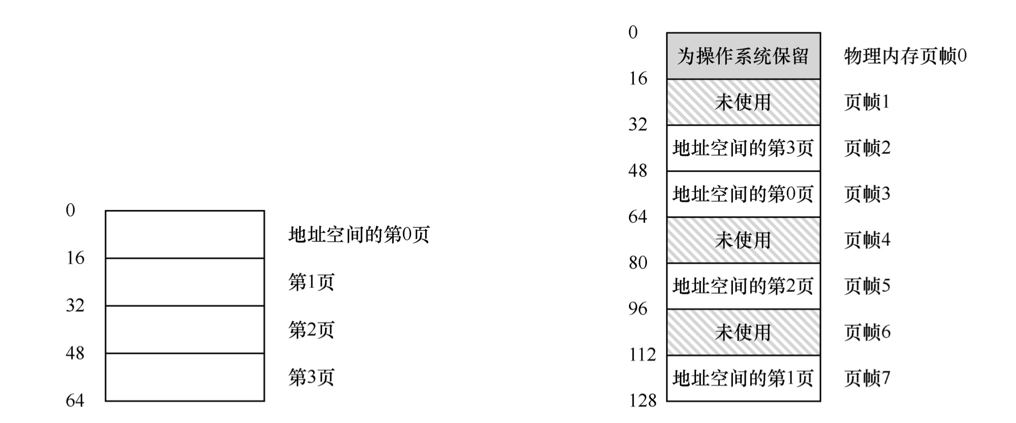 0
地址空间的第0页
16
第1页
32
第2页
48
第3页
64
0
为操作系统保留 物理内存页帧0
16
未使用 页帧1
32
地址空间的第3页 页帧2
48
地址空间的第0页 页帧3
64
未使用 页帧4
80
地址空间的第2页 页帧5
96
未使用 页帧6
112
地址空间的第1页 页帧7
128